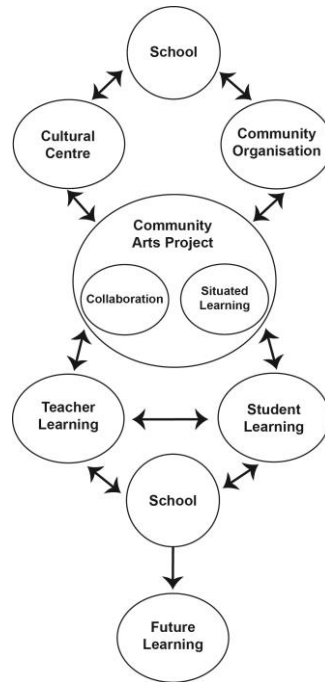 School
Cultural
Centre
Community
Organisation
Community
Arts Project
Collaboration
Situated
Learning
Teacher
Learning
Student
Learning
School
Future
Learning